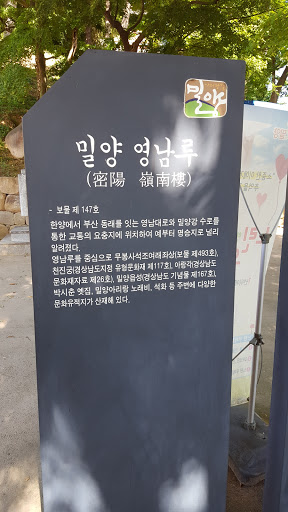 밀양
밀양 영남루
(密陽 嶺南樓)
- 보물 제 147호
한양에서 부산 동래를 잇는 영남대로와 밀양강 수로를
통한 교통의 요충지에 위치하여 예부터 명승지로 널리
알려졌다.
영남루를 중심으로 무봉사석조여래좌상(보물 제493호),
천진궁(경상남도지정 유형문화재 제117호), 아랑각(경상남도
문화재자료 제26호), 밀양읍성(경상남도 기념물 제167호),
박시춘 옛집, 밀양아리랑 노래비, 석화 등 주변에 다양한
문화유적지가 산재해 있다.